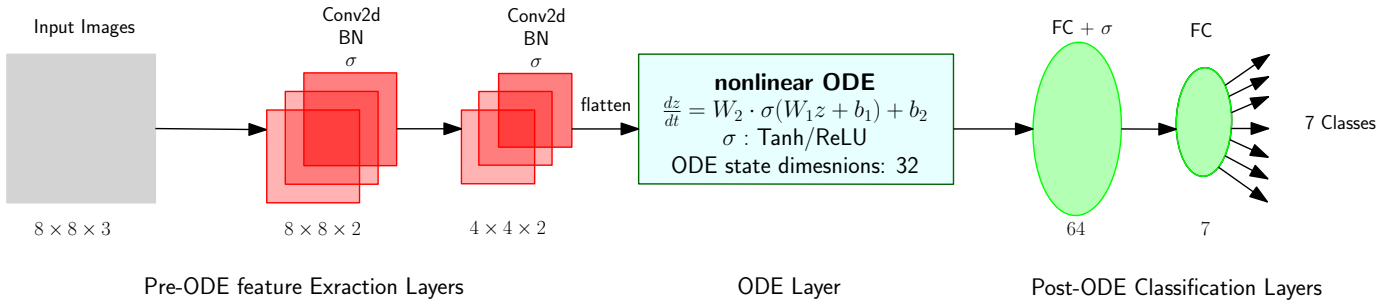 Input Images
8 × 8 × 3
Conv2d
BN
σ
8 × 8 × 2
Conv2d
BN
σ
4 × 4 × 2
flatten
nonlinear ODE
dz/dt = W₂ · σ(W₁z + b₁) + b₂
σ : Tanh/ReLU
ODE state dimesnions: 32
FC + σ
64
FC
7
7 Classes
Pre-ODE feature Extraction Layers
ODE Layer
Post-ODE Classification Layers